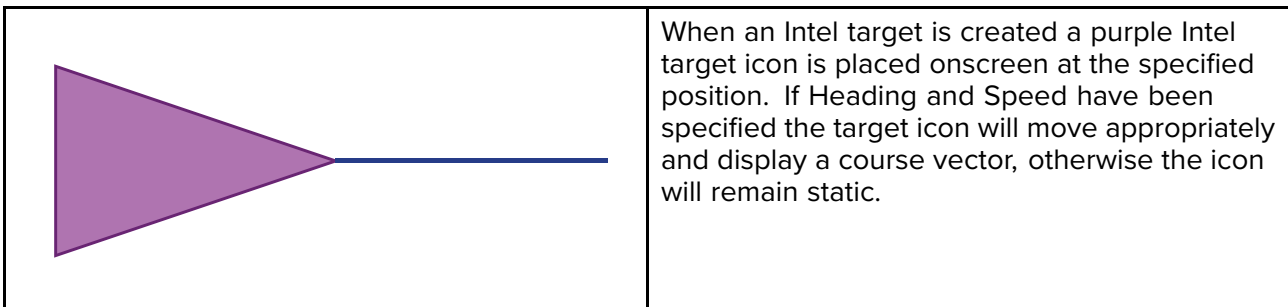 When an Intel target is created a purple Intel
target icon is placed onscreen at the specified
position.  If Heading and Speed have been
specified the target icon will move appropriately
and display a course vector, otherwise the icon
will remain static.